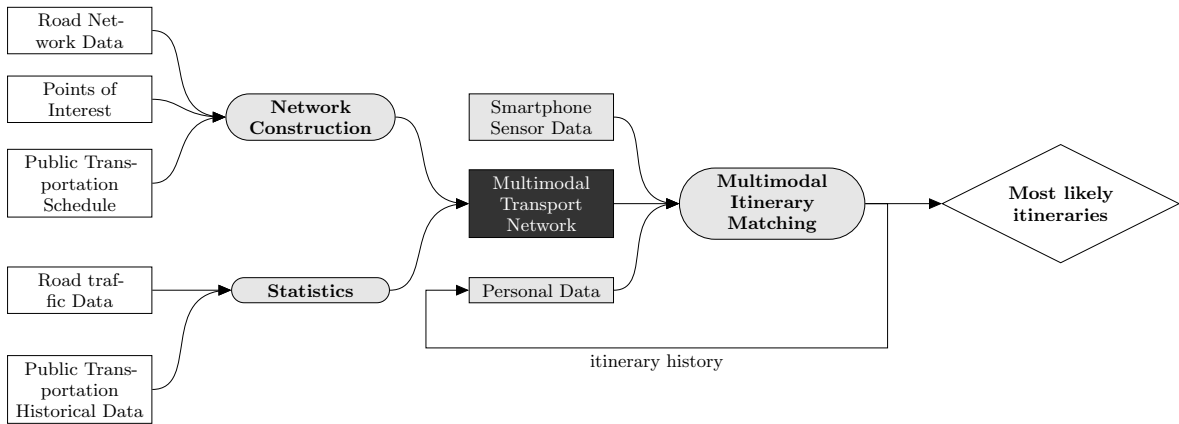 Road Net-
work Data
Points of
Interest
Public Trans-
portation
Schedule
Road traf-
fic Data
Public Trans-
portation
Historical Data
Network
Construction
Statistics
Smartphone
Sensor Data
Multimodal
Transport
Network
Personal Data
itinerary history
Multimodal
Itinerary
Matching
Most likely
itineraries